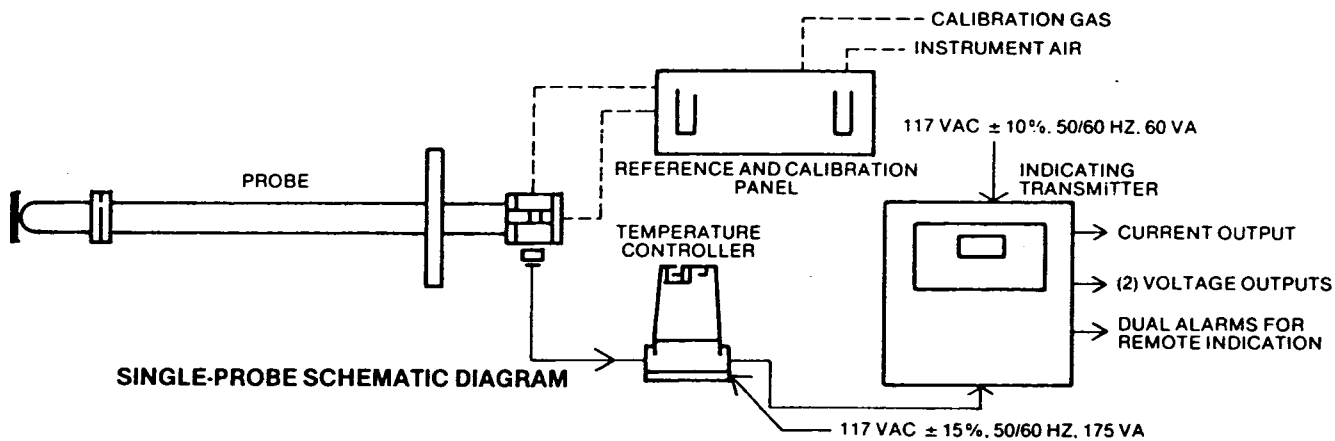 CALIBRATION GAS
INSTRUMENT AIR
117 VAC ± 10%, 50/60 HZ, 60 VA
PROBE
REFERENCE AND CALIBRATION
PANEL
INDICATING
TRANSMITTER
TEMPERATURE
CONTROLLER
CURRENT OUTPUT
(2) VOLTAGE OUTPUTS
DUAL ALARMS FOR
REMOTE INDICATION
SINGLE-PROBE SCHEMATIC DIAGRAM
117 VAC ± 15%, 50/60 HZ, 175 VA